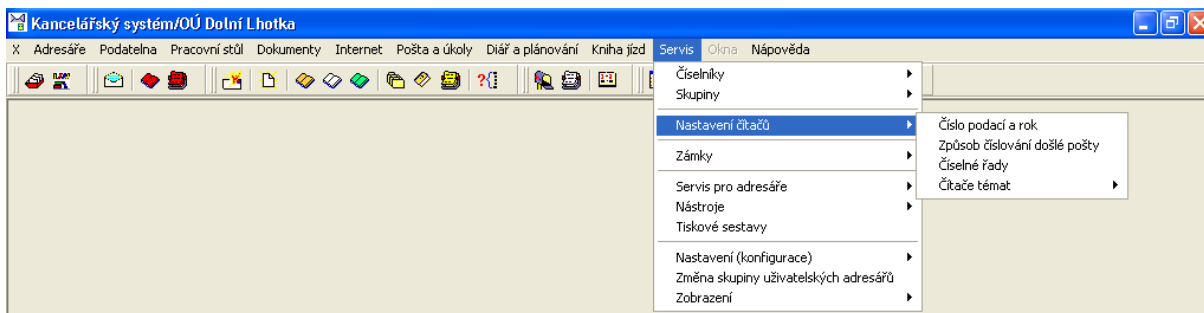 Kancelářský systém/OÚ Dolní Lhotka
X Adresáře Podatelna Pracovní stůl Dokumenty Internet Pošta a úkoly Diář a plánování Kniha jízd Servis Okna Nápověda
Číselníky
Skupiny
Nastavení čítačů
Zámky
Servis pro adresáře
Nástroje
Tiskové sestavy
Nastavení (konfigurace)
Změna skupiny uživatelských adresářů
Zobrazení
Číslo podací a rok
Způsob číslování došlé pošty
Číselné řady
Čítače témat